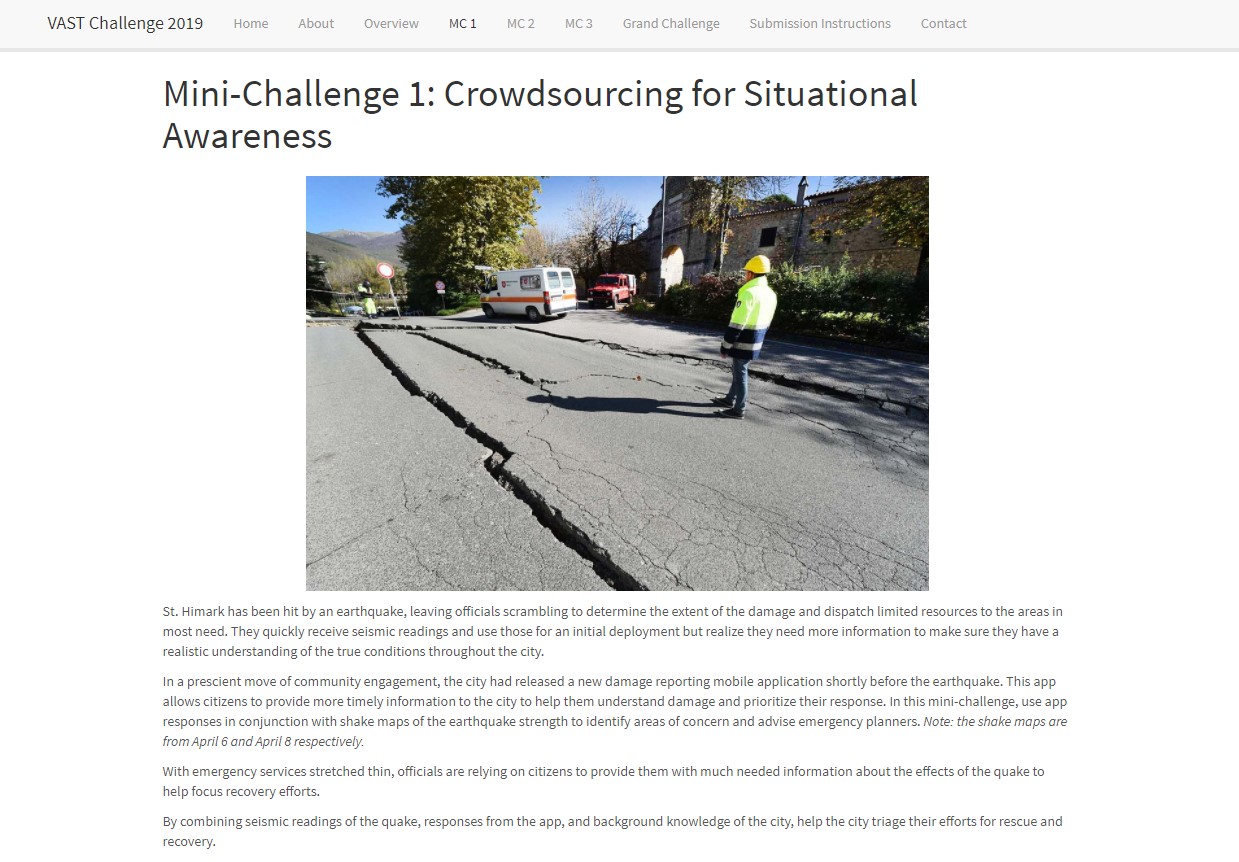 VAST Challenge 2019 Home About Overview MC 1 MC 2 MC 3 Grand Challenge Submission Instructions Contact
Mini-Challenge 1: Crowdsourcing for Situational
Awareness
St. Himark has been hit by an earthquake, leaving officials scrambling to determine the extent of the damage and dispatch limited resources to the areas in
most need. They quickly receive seismic readings and use those for an initial deployment but realize they need more information to make sure they have a
realistic understanding of the true conditions throughout the city.
In a prescient move of community engagement, the city had released a new damage reporting mobile application shortly before the earthquake. This app
allows citizens to provide more timely information to the city to help them understand damage and prioritize their response. In this mini-challenge, use app
responses in conjunction with shake maps of the earthquake strength to identify areas of concern and advise emergency planners. Note: the shake maps are
from April 6 and April 8 respectively.
With emergency services stretched thin, officials are relying on citizens to provide them with much needed information about the effects of the quake to
help focus recovery efforts.
By combining seismic readings of the quake, responses from the app, and background knowledge of the city, help the city triage their efforts for rescue and
recovery.